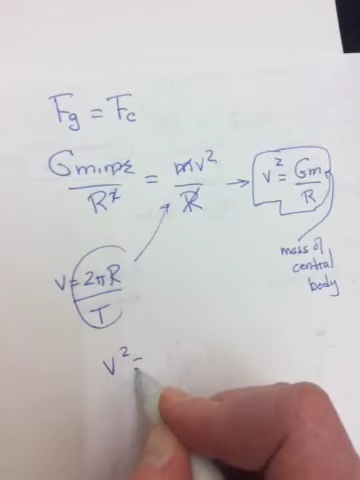 Fg = Fc
Gm1m2/R² = mv²/R → v² = Gm/R
mass of
central
body
v = 2πR/T
v² =